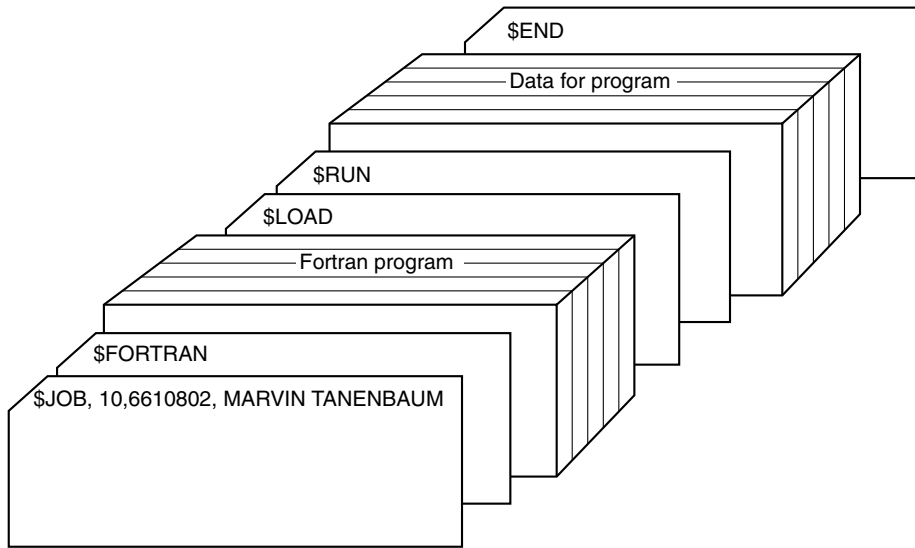 $END
Data for program
$RUN
$LOAD
Fortran program
$FORTRAN
$JOB, 10,6610802, MARVIN TANENBAUM